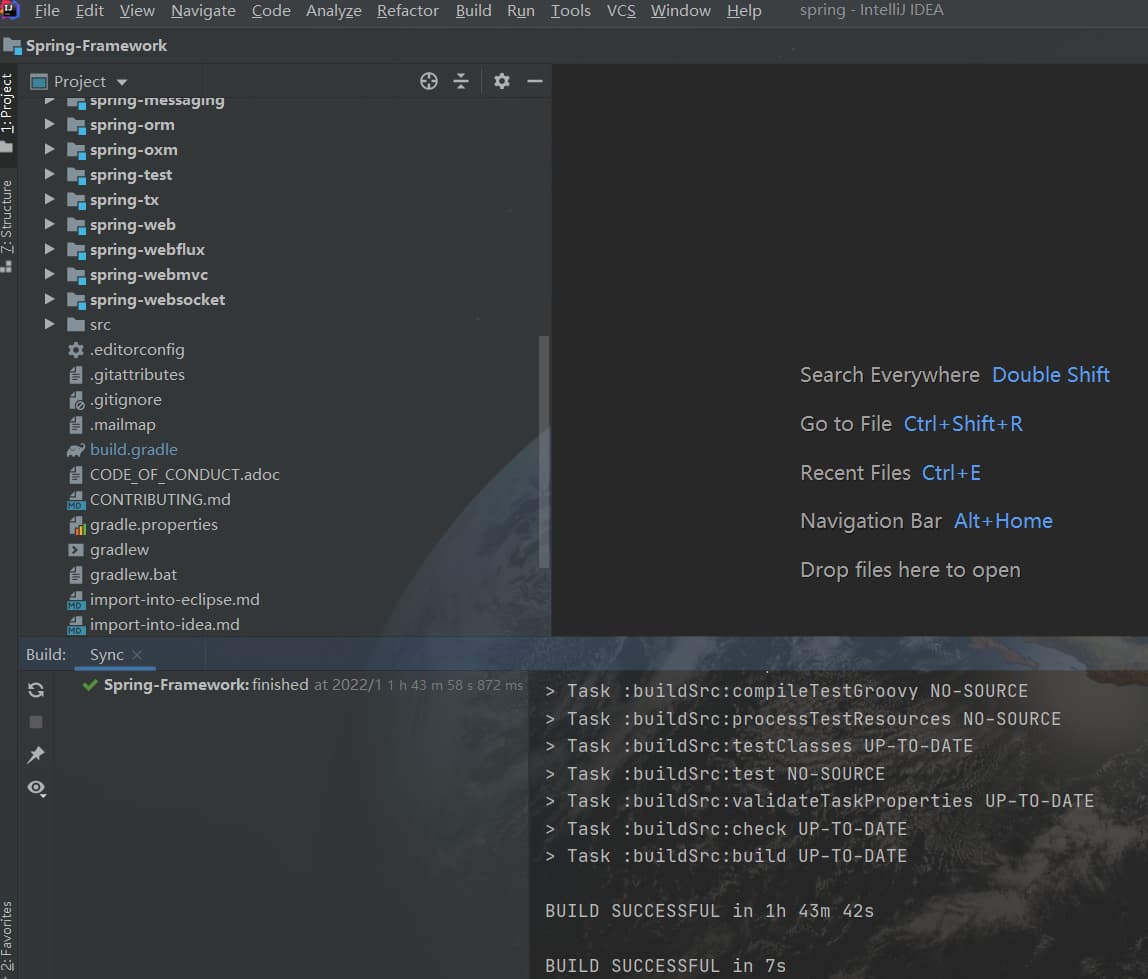 File Edit View Navigate Code Analyze Refactor Build Run Tools VCS Window Help spring - IntelliJ IDEA
Spring-Framework
1: Project
7: Structure
2: Favorites
Project
spring-messaging
spring-orm
spring-oxm
spring-test
spring-tx
spring-web
spring-webflux
spring-webmvc
spring-websocket
src
.editorconfig
.gitattributes
.gitignore
.mailmap
build.gradle
CODE_OF_CONDUCT.adoc
MD CONTRIBUTING.md
gradle.properties
gradlew
gradlew.bat
MD import-into-eclipse.md
MD import-into-idea.md
Search Everywhere Double Shift
Go to File Ctrl+Shift+R
Recent Files Ctrl+E
Navigation Bar Alt+Home
Drop files here to open
Build: Sync
Spring-Framework: finished at 2022/1 1 h 43 m 58 s 872 ms
> Task :buildSrc:compileTestGroovy NO-SOURCE
> Task :buildSrc:processTestResources NO-SOURCE
> Task :buildSrc:testClasses UP-TO-DATE
> Task :buildSrc:test NO-SOURCE
> Task :buildSrc:validateTaskProperties UP-TO-DATE
> Task :buildSrc:check UP-TO-DATE
> Task :buildSrc:build UP-TO-DATE
BUILD SUCCESSFUL in 1h 43m 42s
BUILD SUCCESSFUL in 7s